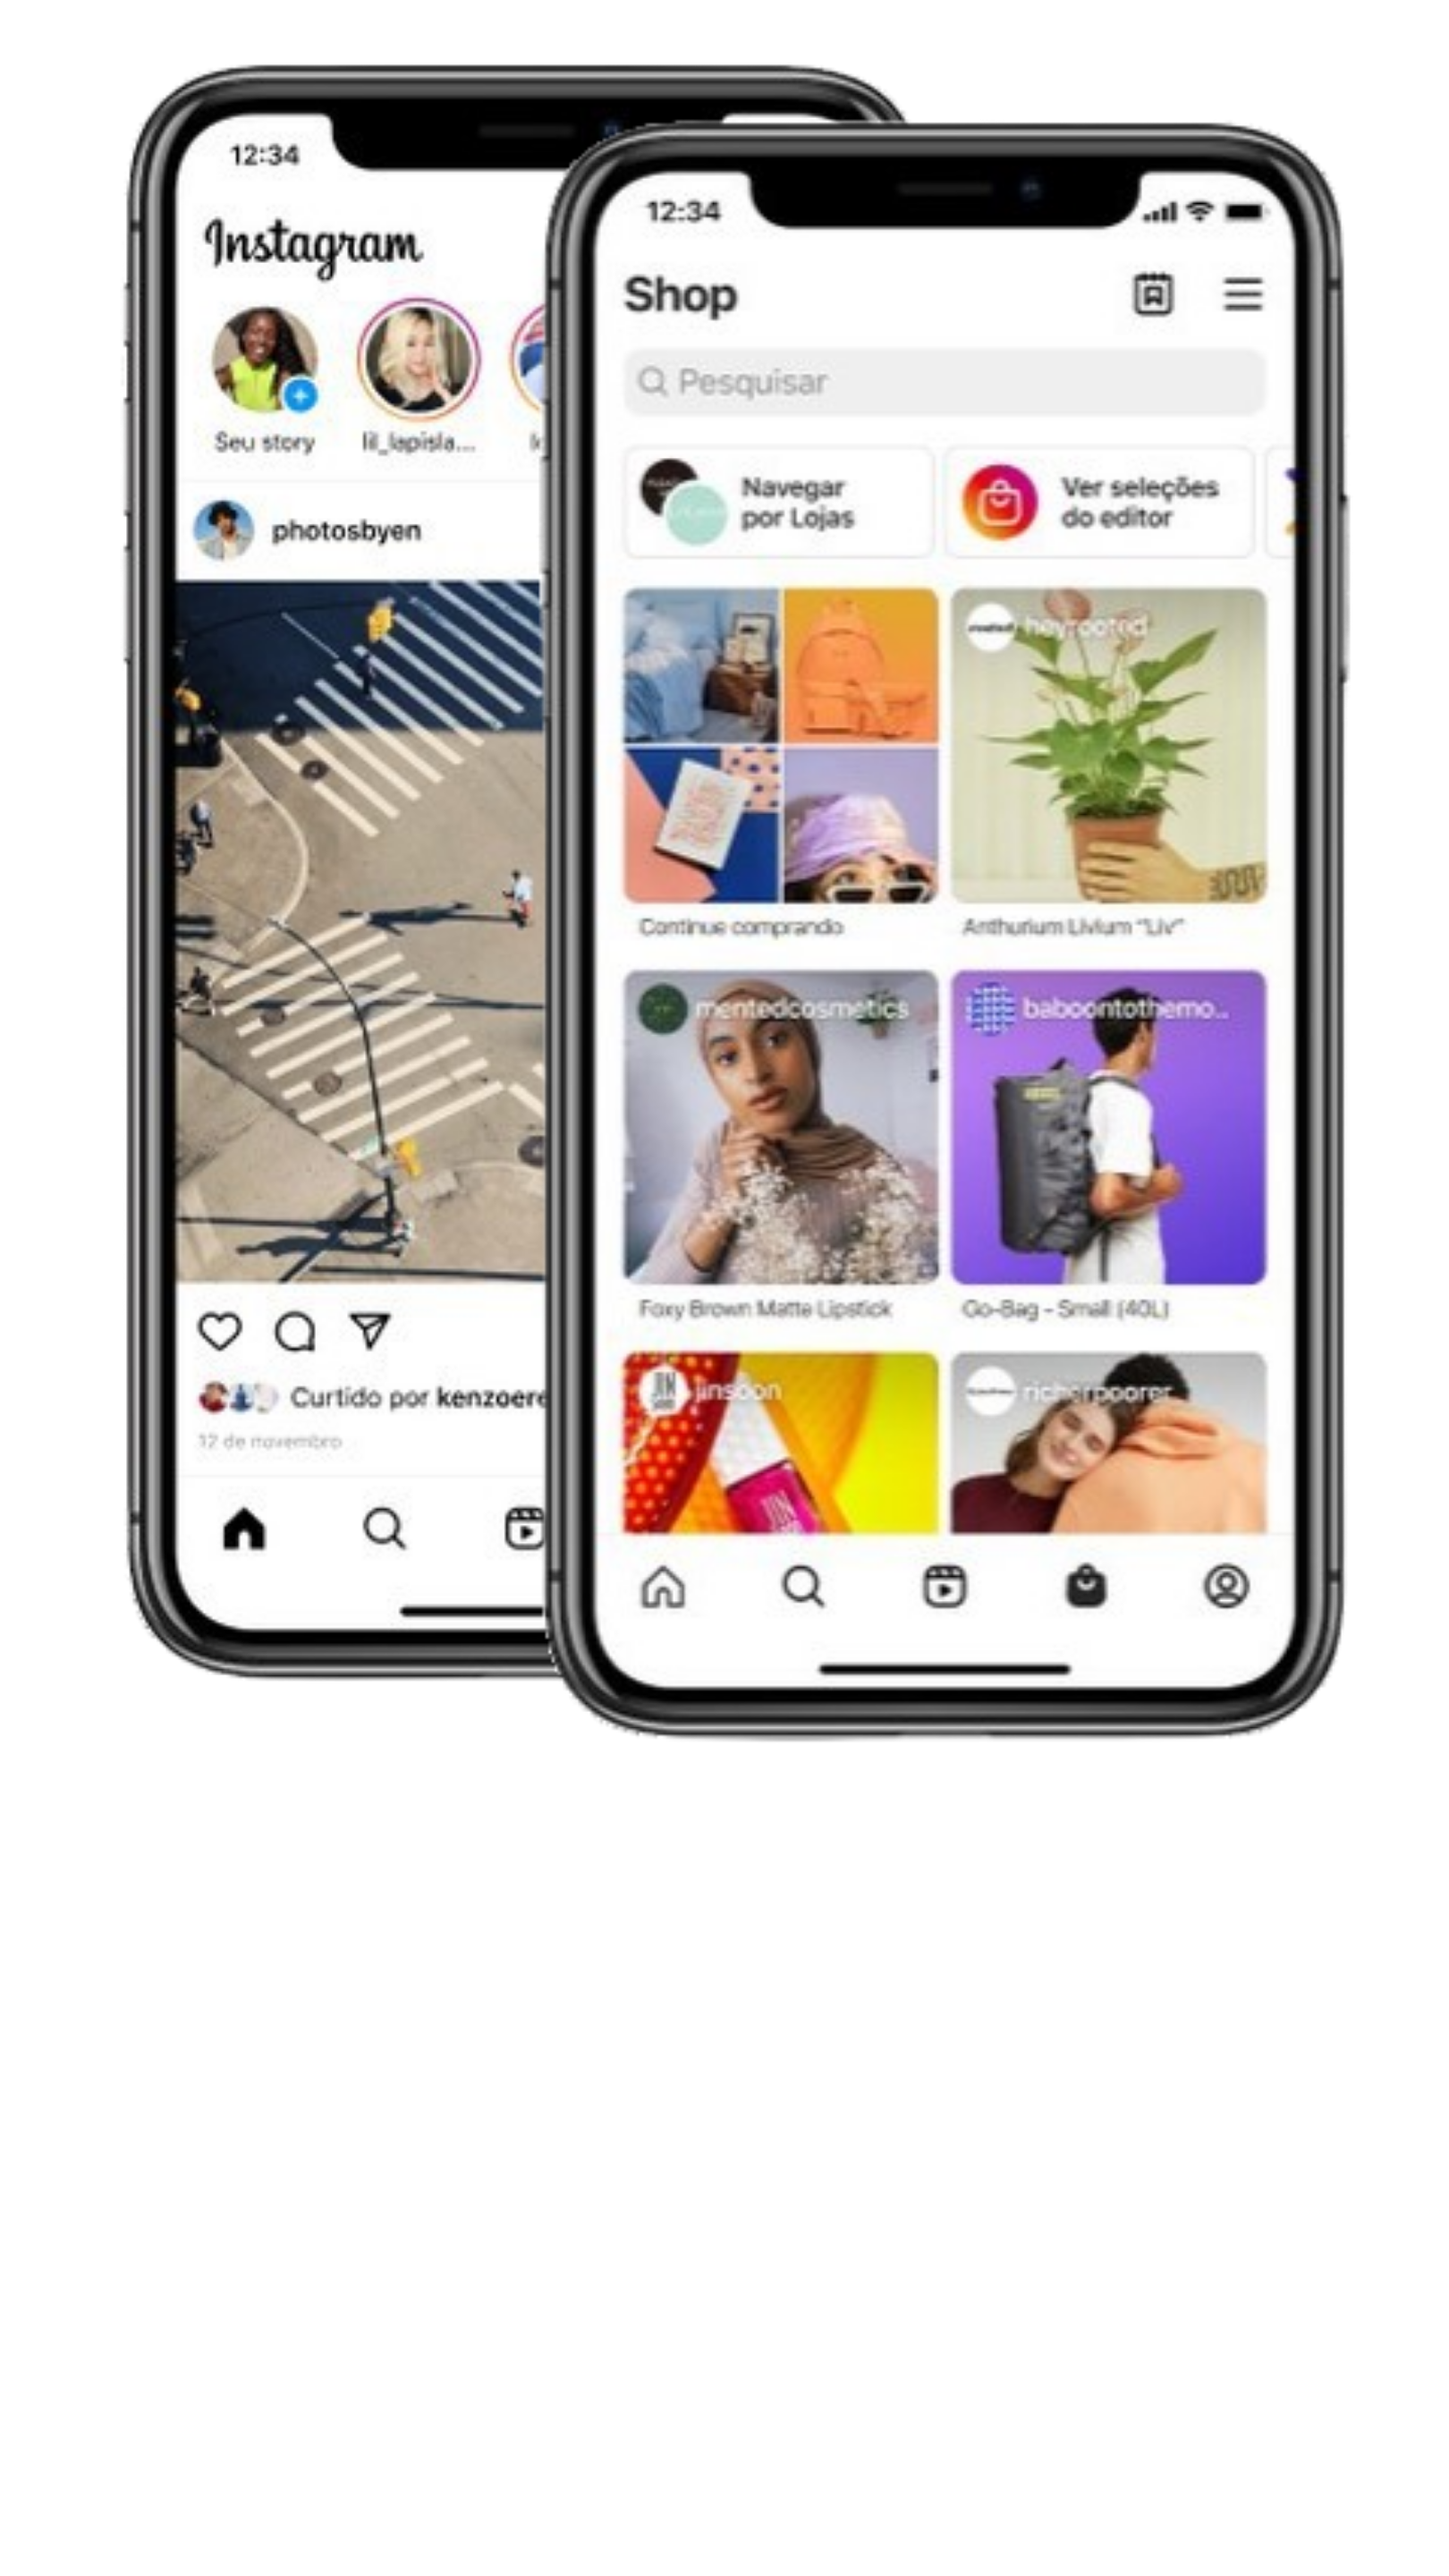 12:34
Instagram
Seu story
lil_lapisla...
photosbyen
Curtido por kenzoere
12 de novembro
12:34
Shop
Pesquisar
Navegar
por Lojas
Ver seleções
do editor
heyrooted
Continue comprando
Anthurium Livium "Liv"
mentedcosmetics
baboontothemo..
Foxy Brown Matte Lipstick
Go-Bag - Small (40L)
JIN
jinsoon
richerpoorer
JIN